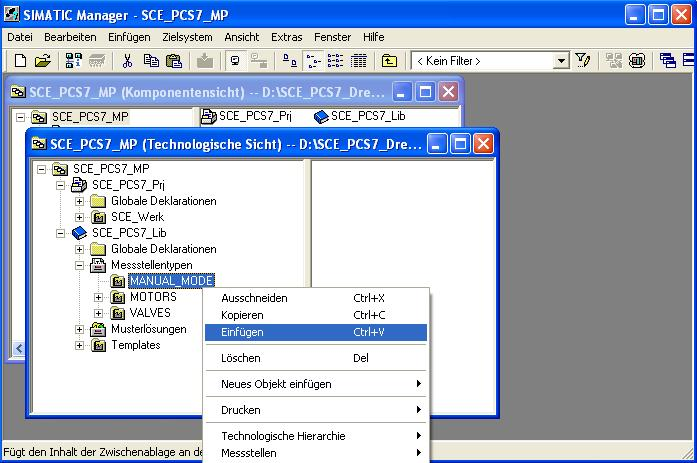 SIMATIC Manager - SCE_PCS7_MP
Datei Bearbeiten Einfügen Zielsystem Ansicht Extras Fenster Hilfe
< Kein Filter >
SCE_PCS7_MP (Komponentensicht) -- D:\SCE_PCS7_Dre...
SCE_PCS7_MP SCE_PCS7_Prj SCE_PCS7_Lib
SCE_PCS7_MP (Technologische Sicht) -- D:\SCE_PCS7_Dre...
SCE_PCS7_MP
SCE_PCS7_Prj
Globale Deklarationen
SCE_Werk
SCE_PCS7_Lib
Globale Deklarationen
Messstellentypen
MANUAL_MODE
MOTORS
VALVES
Musterlösungen
Templates
Ausschneiden Ctrl+X
Kopieren Ctrl+C
Einfügen Ctrl+V
Löschen Del
Neues Objekt einfügen
Drucken
Technologische Hierarchie
Messstellen
Fügt den Inhalt der Zwischenablage an de